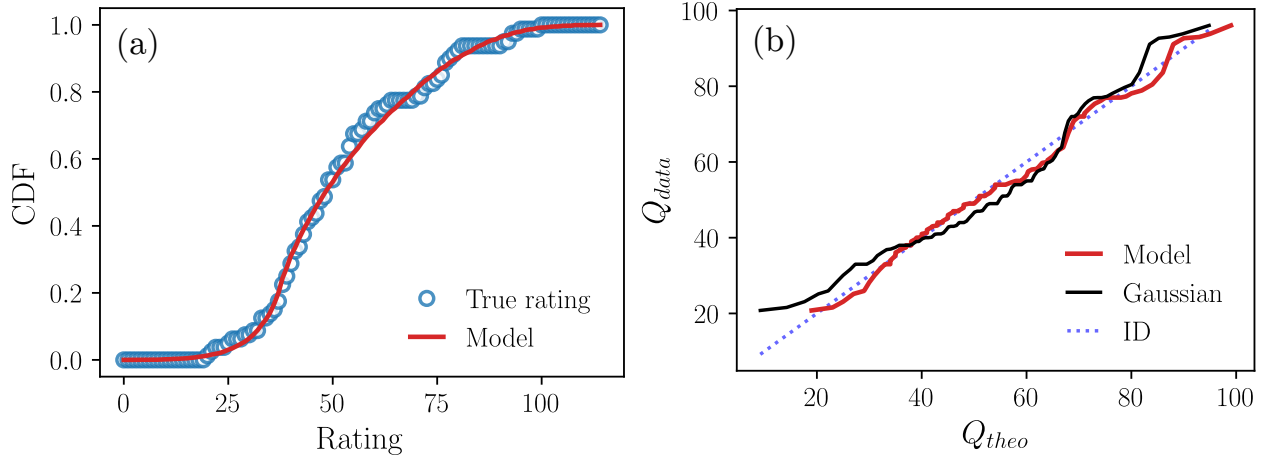 (a)
CDF
1.0
0.8
0.6
0.4
0.2
0.0
True rating
Model
0 25 50 75 100
Rating
(b)
Q_data
100
80
60
40
20
Model
Gaussian
ID
20 40 60 80 100
Q_theo